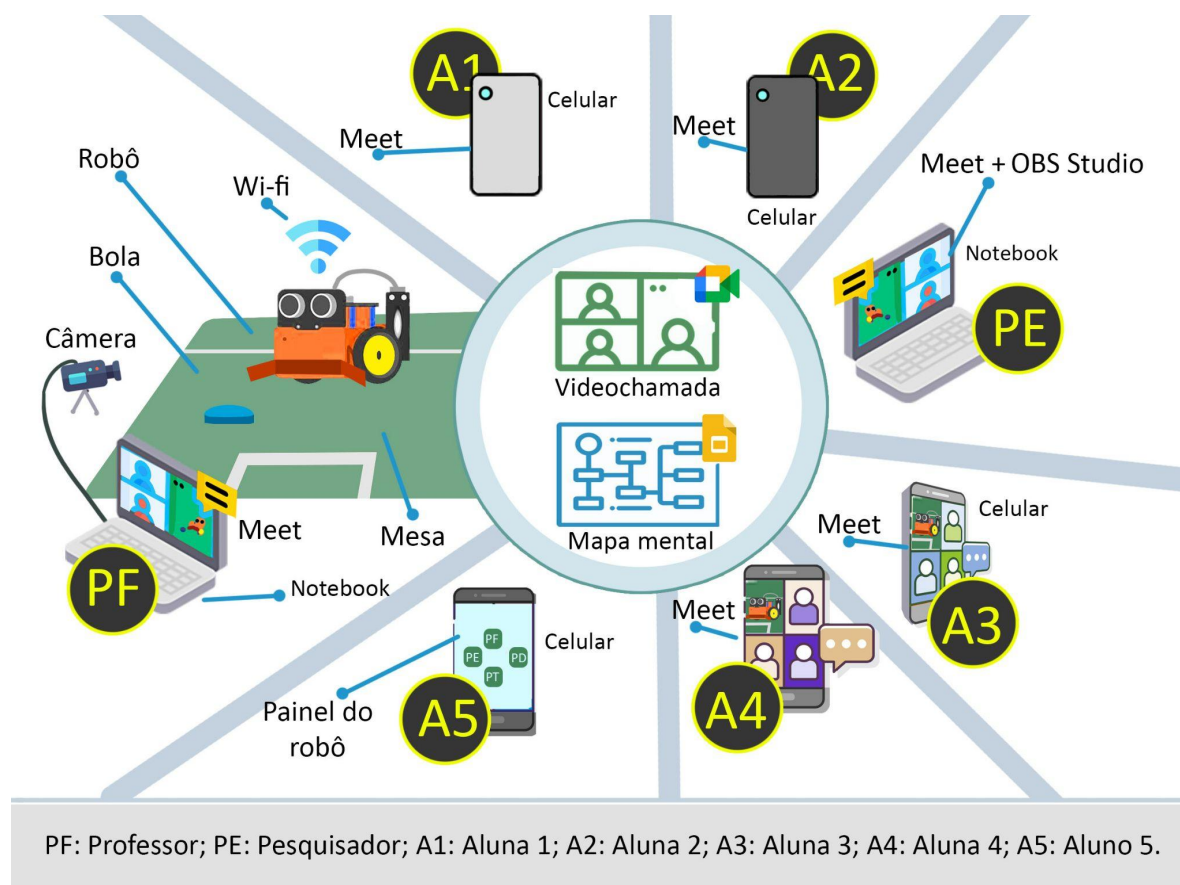 A1
Celular
Meet
A2
Meet
Celular
Meet + OBS Studio
Notebook
PE
Robô
Wi-fi
Bola
Câmera
Videochamada
Mapa mental
Meet
Mesa
PF
Notebook
Meet
Celular
A3
Meet
A4
PF
PE
PD
PT
Celular
A5
Painel do
robô
PF: Professor; PE: Pesquisador; A1: Aluna 1; A2: Aluna 2; A3: Aluna 3; A4: Aluna 4; A5: Aluno 5.